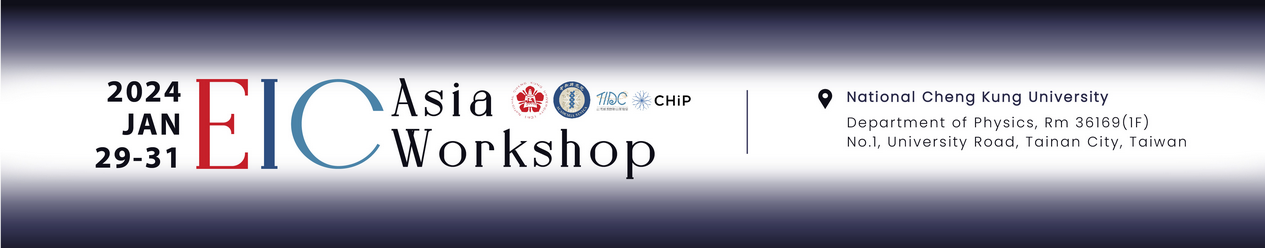 2024
JAN
29-31
EIC
Asia
Workshop
CHiP
National Cheng Kung University
Department of Physics, Rm 36169(1F)
No.1, University Road, Tainan City, Taiwan